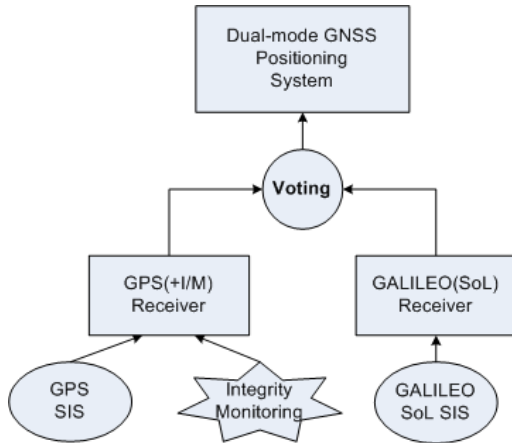 Dual-mode GNSS
Positioning
System
Voting
GPS(+I/M)
Receiver
GALILEO(SoL)
Receiver
GPS
SIS
Integrity
Monitoring
GALILEO
SoL SIS